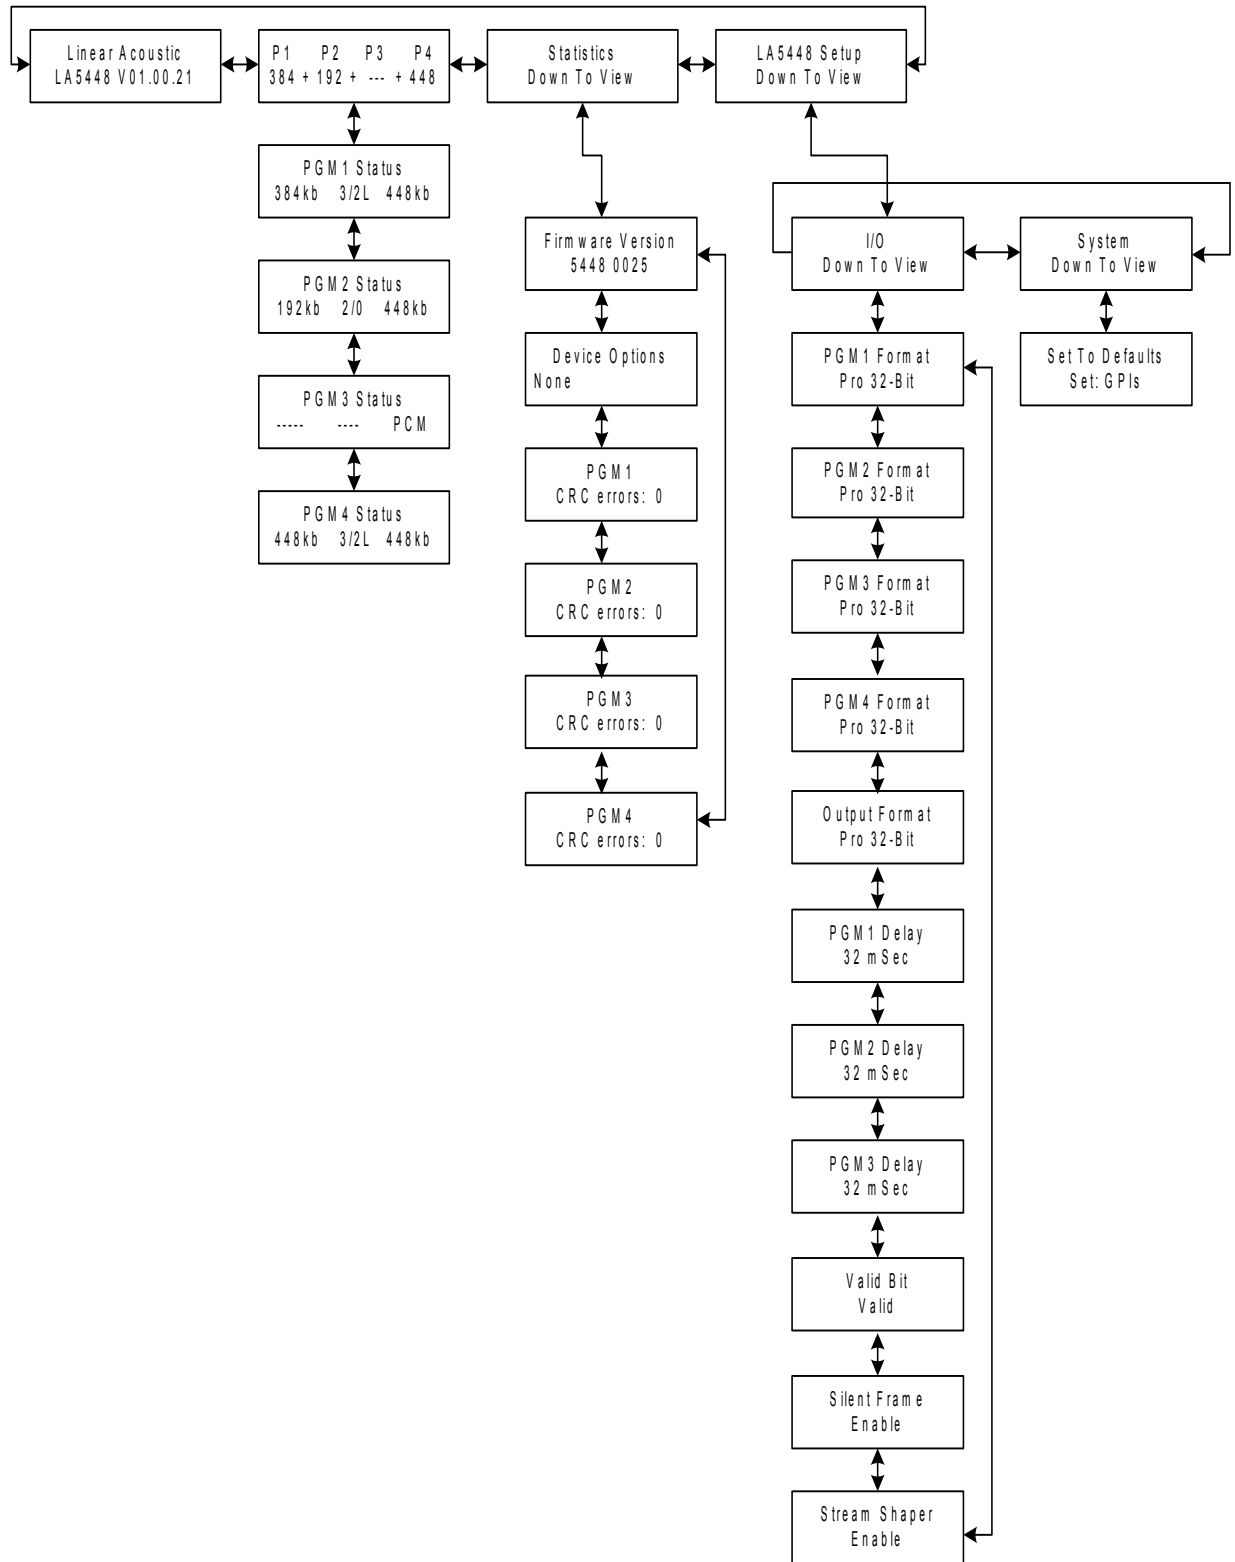 Linear Acoustic
LA5448 V01.00.21
P1 P2 P3 P4
384 + 192 + --- + 448
Statistics
Down To View
LA5448 Setup
Down To View
PGM1 Status
384kb 3/2L 448kb
PGM2 Status
192kb 2/0 448kb
PGM3 Status
----- ---- PCM
PGM4 Status
448kb 3/2L 448kb
Firmware Version
5448 0025
Device Options
None
PGM1
CRC errors: 0
PGM2
CRC errors: 0
PGM3
CRC errors: 0
PGM4
CRC errors: 0
I/O
Down To View
System
Down To View
PGM1 Format
Pro 32-Bit
Set To Defaults
Set: GPIs
PGM2 Format
Pro 32-Bit
PGM3 Format
Pro 32-Bit
PGM4 Format
Pro 32-Bit
Output Format
Pro 32-Bit
PGM1 Delay
32 mSec
PGM2 Delay
32 mSec
PGM3 Delay
32 mSec
Valid Bit
Valid
Silent Frame
Enable
Stream Shaper
Enable